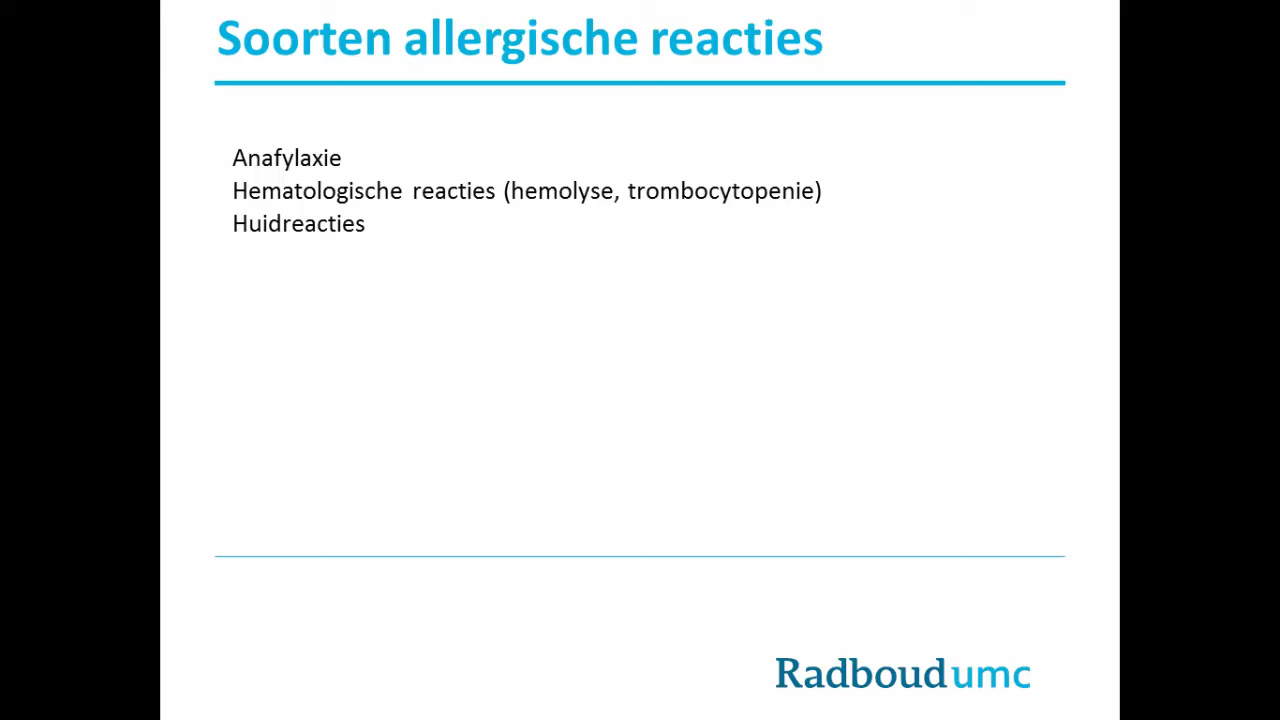 Soorten allergische reacties
Anafylaxie
Hematologische reacties (hemolyse, trombocytopenie)
Huidreacties
Radboudumc